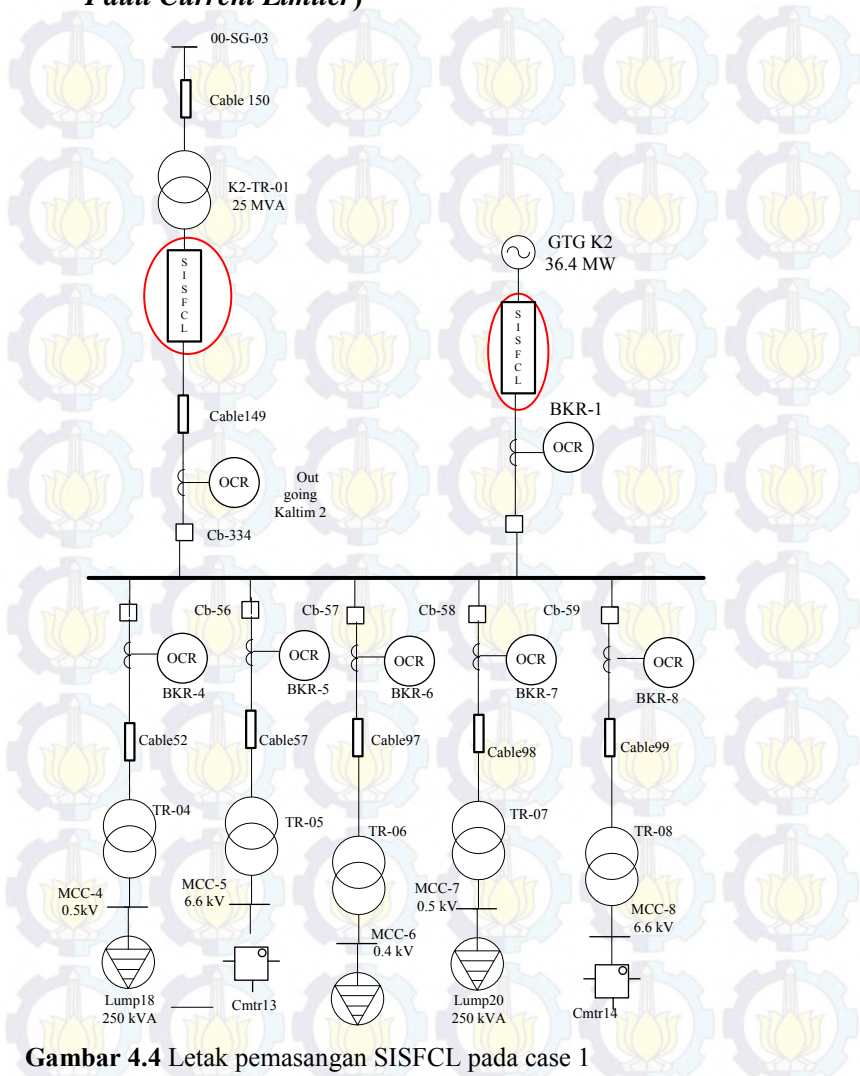 Fault Current Limiter)
00-SG-03
Cable 150
K2-TR-01
25 MVA
S
I
S
F
C
L
GTG K2
36.4 MW
S
I
S
F
C
L
BKR-1
OCR
Cable149
OCR
Out
going
Kaltim 2
Cb-334
Cb-56
Cb-57
Cb-58
Cb-59
OCR
OCR
OCR
OCR
OCR
BKR-4
BKR-5
BKR-6
BKR-7
BKR-8
Cable52
Cable57
Cable97
Cable98
Cable99
TR-04
TR-05
TR-06
TR-07
TR-08
MCC-4
0.5kV
MCC-5
6.6 kV
MCC-6
0.4 kV
MCC-7
0.5 kV
MCC-8
6.6 kV
Lump18
250 kVA
Cmtr13
Lump20
250 kVA
Cmtr14
Gambar 4.4 Letak pemasangan SISFCL pada case 1